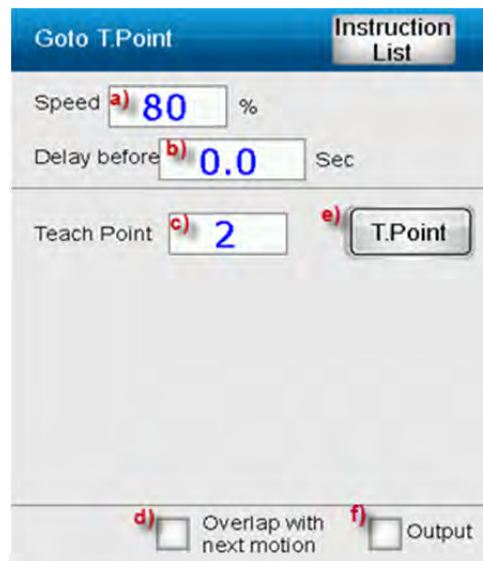 Goto T.Point
Instruction
List
Speed a) 80 %
Delay before b) 0.0 Sec
Teach Point c) 2 e) T.Point
d) Overlap with
next motion
f) Output